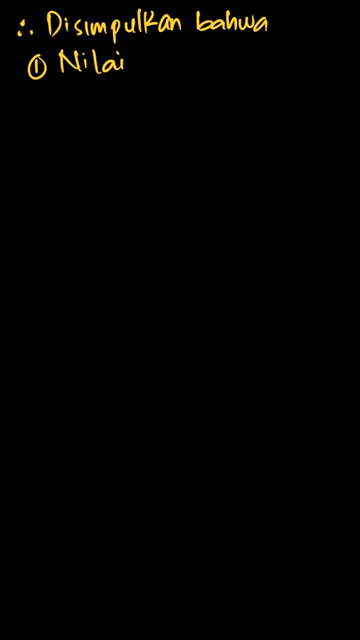 ∴ Disimpulkan bahwa
① Nilai